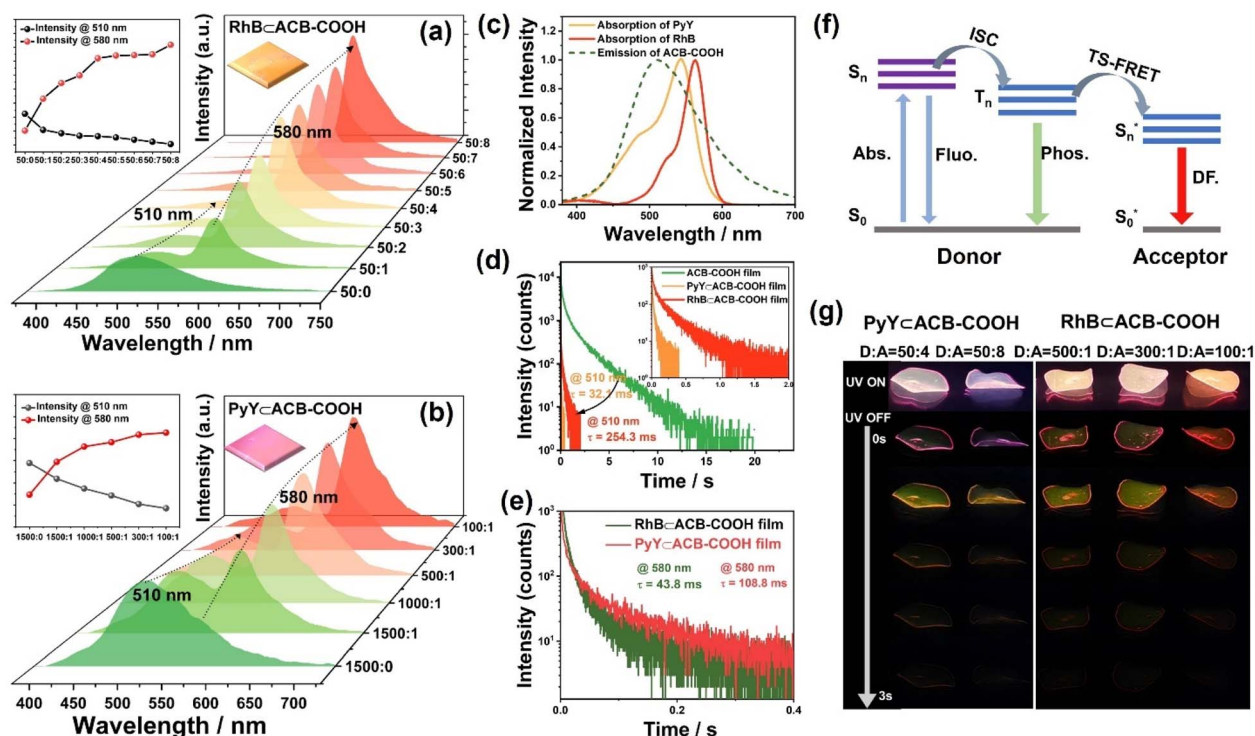 (a)
RhB⊂ACB-COOH
Intensity @ 510 nm
Intensity @ 580 nm
50:0 50:1 50:2 50:3 50:4 50:5 50:6 50:7 50:8
Intensity (a.u.)
580 nm
510 nm
50:8
50:7
50:6
50:5
50:4
50:3
50:2
50:1
50:0
400 450 500 550 600 650 700 750
Wavelength / nm
(b)
PyY⊂ACB-COOH
Intensity @ 510 nm
Intensity @ 580 nm
1500:0 1500:1 1000:1 500:1 300:1 100:1
Intensity (a.u.)
580 nm
510 nm
100:1
300:1
500:1
1000:1
1500:1
1500:0
400 450 500 550 600 650 700
Wavelength / nm
(c)
Absorption of PyY
Absorption of RhB
Emission of ACB-COOH
Normalized Intensity
1.0
0.8
0.6
0.4
0.2
0.0
400 500 600 700
Wavelength / nm
(d)
ACB-COOH film
PyY⊂ACB-COOH film
RhB⊂ACB-COOH film
Intensity (counts)
10⁴
10³
10²
10¹
10⁰
0.0 0.5 1.0 1.5 2.0
@ 510 nm
τ = 32.1 ms
@ 510 nm
τ = 254.3 ms
0 5 10 15 20
Time / s
(e)
RhB⊂ACB-COOH film
PyY⊂ACB-COOH film
@ 580 nm
τ = 43.8 ms
@ 580 nm
τ = 108.8 ms
Intensity (counts)
10³
10²
10¹
0.0 0.2 0.4
Time / s
(f)
ISC
TS-FRET
Sₙ
Tₙ
Sₙ*
Abs.
Fluo.
Phos.
DF.
S₀
S₀*
Donor
Acceptor
(g)
PyY⊂ACB-COOH
RhB⊂ACB-COOH
D:A=50:4 D:A=50:8 D:A=500:1 D:A=300:1 D:A=100:1
UV ON
UV OFF
0s
3s